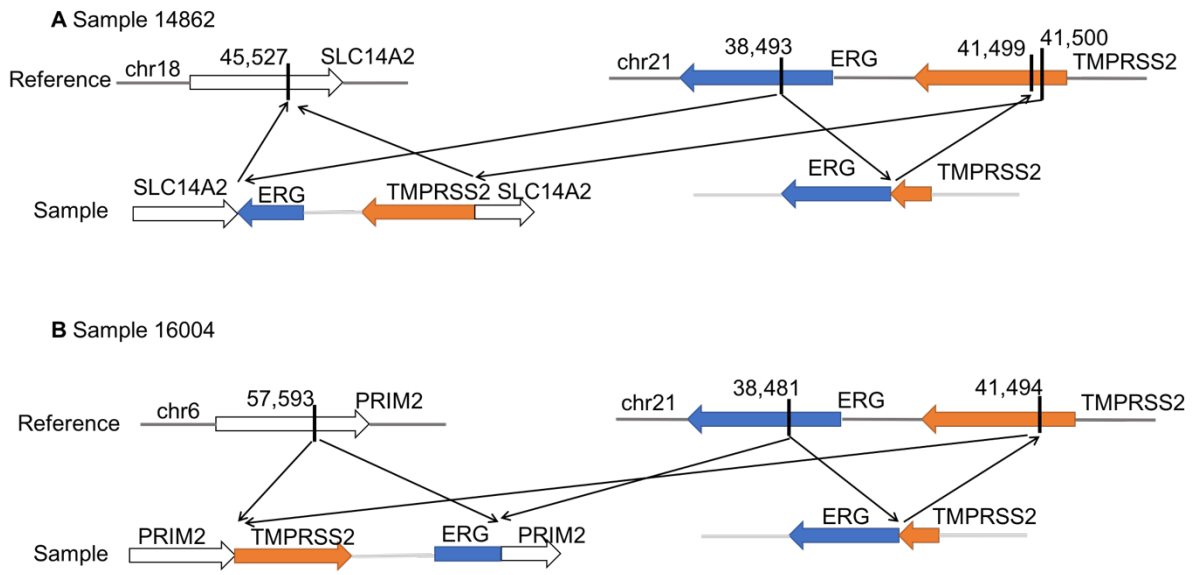 A Sample 14862
45,527
SLC14A2
38,493
41,499
41,500
Reference
chr18
chr21
ERG
TMPRSS2
SLC14A2
ERG
TMPRSS2
SLC14A2
ERG
TMPRSS2
Sample
B Sample 16004
57,593
PRIM2
38,481
41,494
Reference
chr6
chr21
ERG
TMPRSS2
PRIM2
TMPRSS2
ERG
PRIM2
ERG
TMPRSS2
Sample